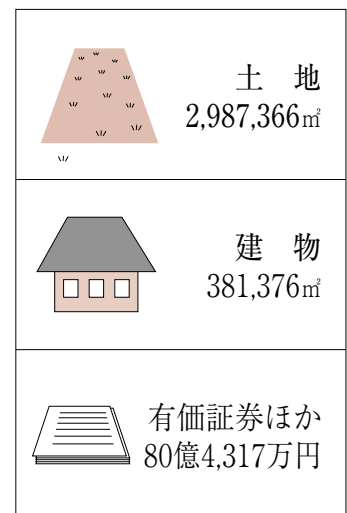 土　地
2,987,366㎡
建　物
381,376㎡
有価証券ほか
80億4,317万円